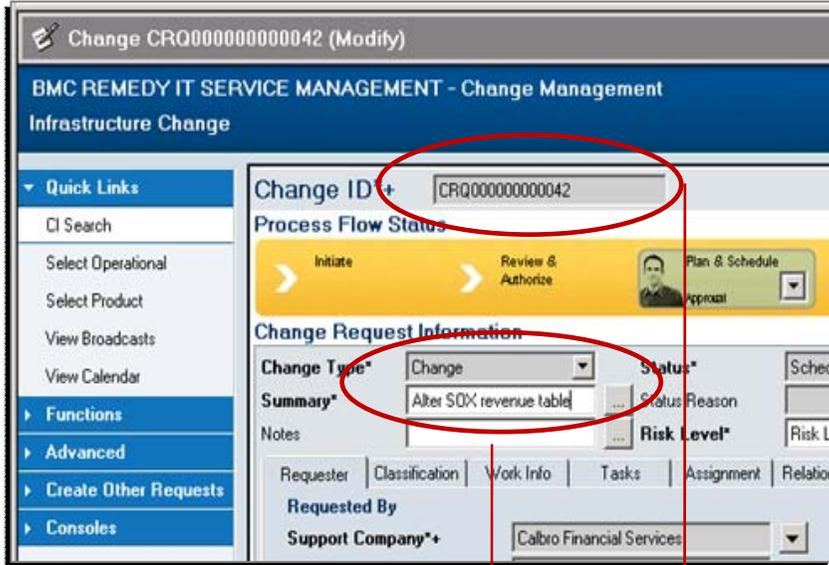 Change CRQ000000000042 (Modify)
BMC REMEDY IT SERVICE MANAGEMENT - Change Management
Infrastructure Change
Quick Links
CI Search
Select Operational
Select Product
View Broadcasts
View Calendar
Functions
Advanced
Create Other Requests
Consoles
Change ID*+ CRQ000000000042
Process Flow Status
Initiate
Review & Authorize
Plan & Schedule
Approval
Change Request Information
Change Type* Change Status* Sched
Summary* Alter SOX revenue table ... Status Reason
Notes ... Risk Level* Risk L
Requester Classification Work Info Tasks Assignment Relation
Requested By
Support Company*+ Calbro Financial Services